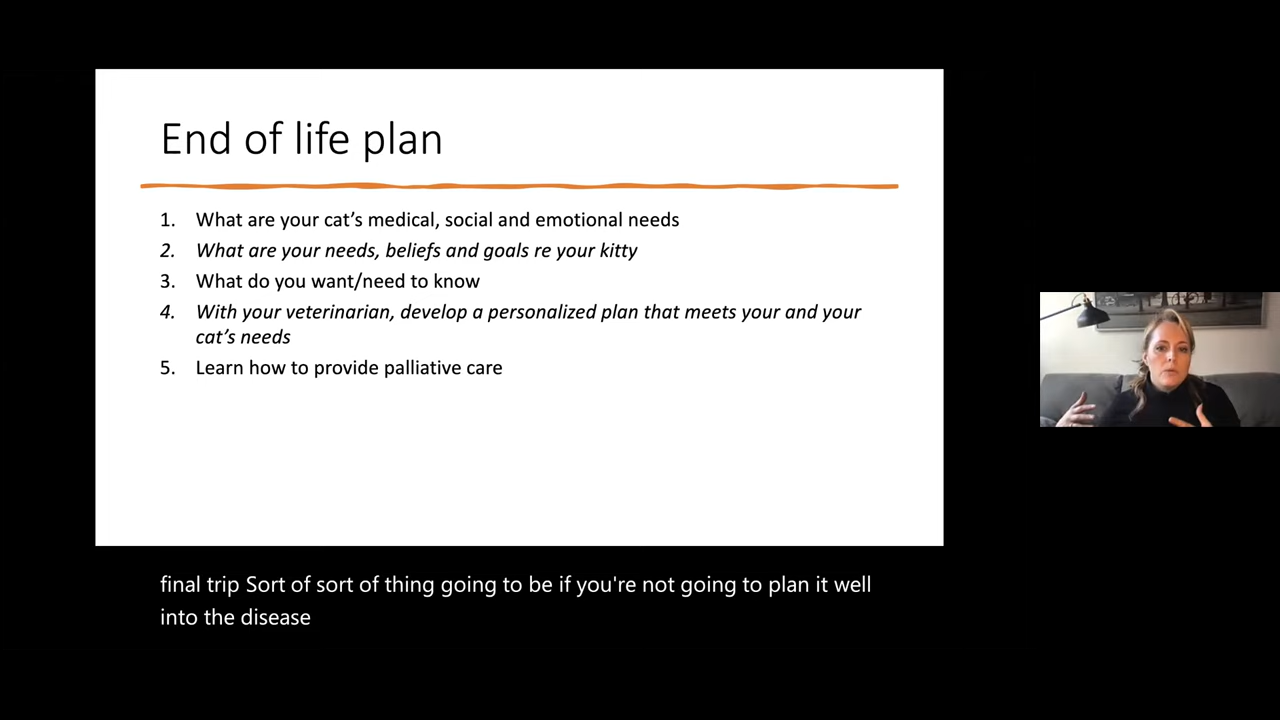 End of life plan
1. What are your cat's medical, social and emotional needs
2. What are your needs, beliefs and goals re your kitty
3. What do you want/need to know
4. With your veterinarian, develop a personalized plan that meets your and your
cat's needs
5. Learn how to provide palliative care
final trip Sort of sort of thing going to be if you're not going to plan it well
into the disease